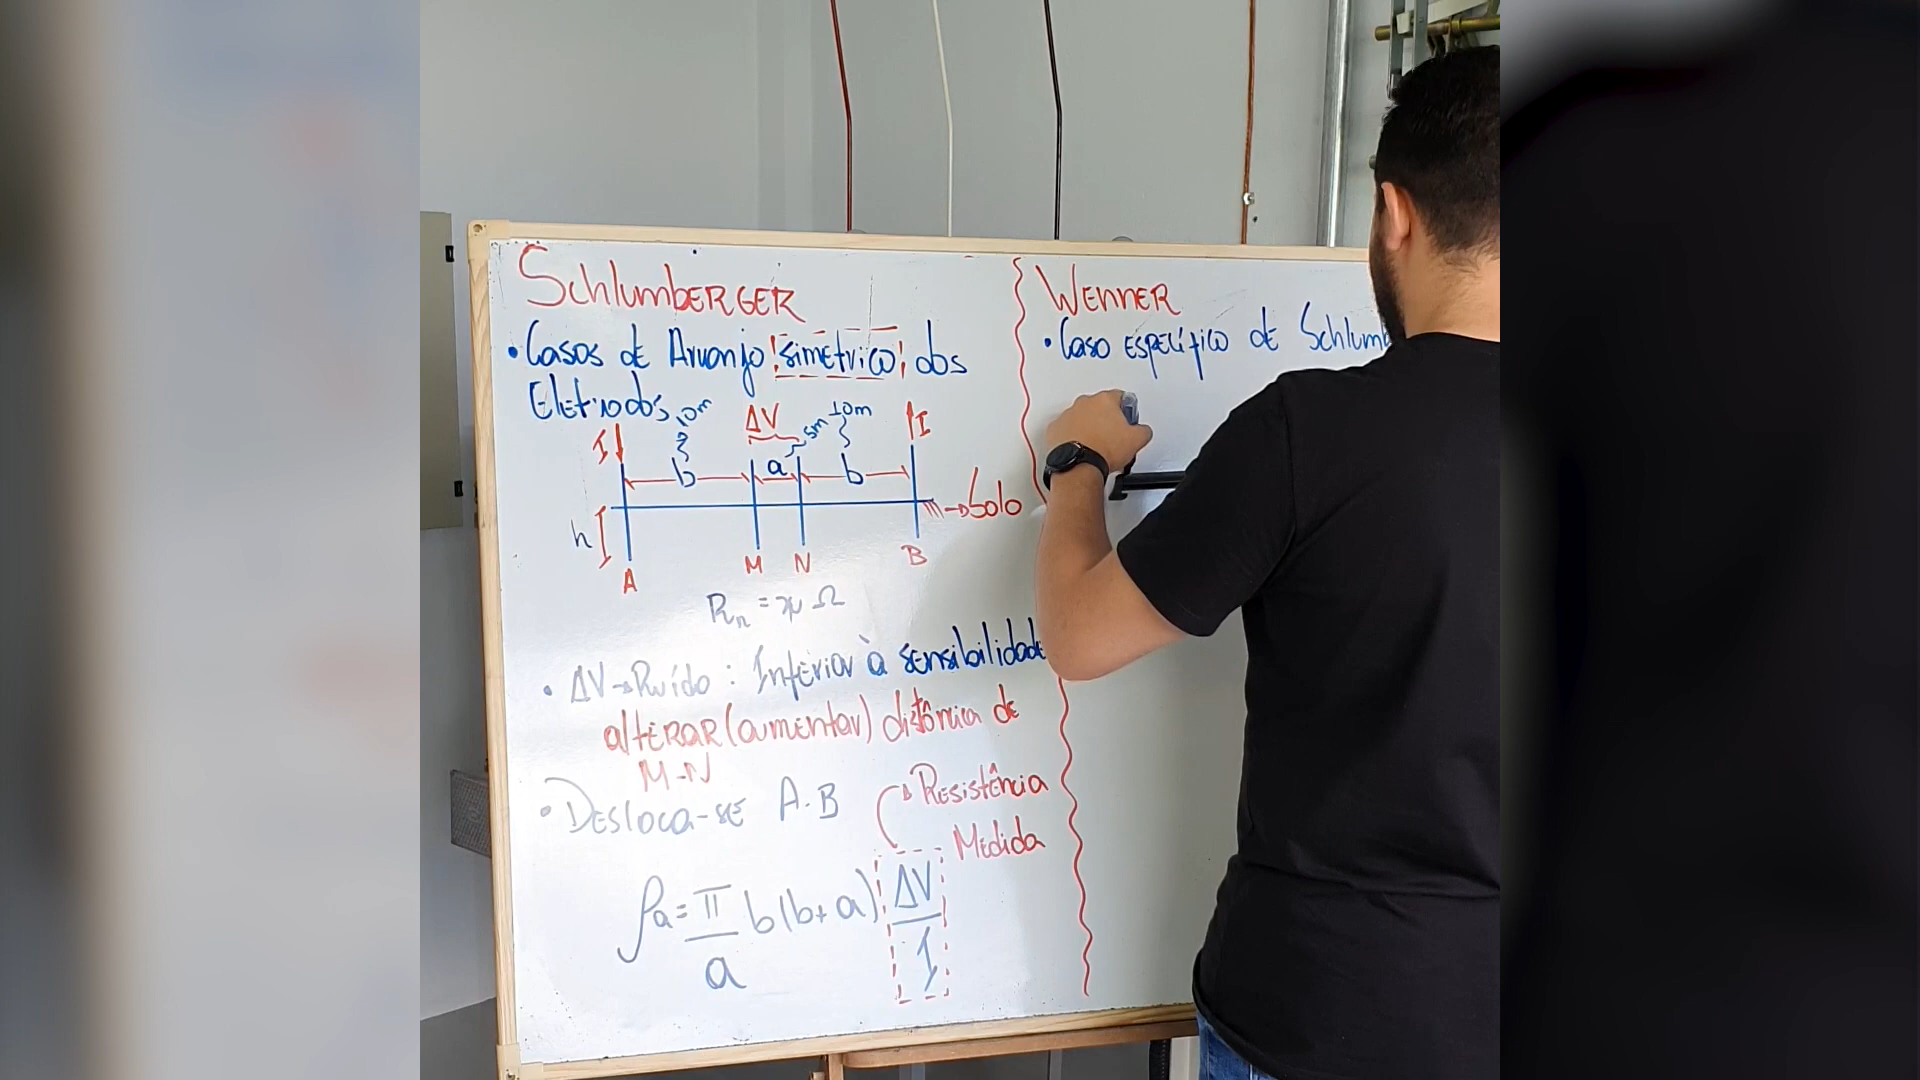 SchlumBERGER
• Casos de Arranjo simétrico dos
Eletrodos
10m
ΔV
5m
10m
I
I
b
a
b
→ Solo
h
A
M
N
B
Rn = x Ω
• ΔV → Ruído : Inferior à sensibilidade
alterar (aumentar) distância de
M-N
• Desloca-se A-B
Resistência
Medida
ρa = π/a b(b+a) ΔV/I
WENNER
• Caso específico de Schlumb